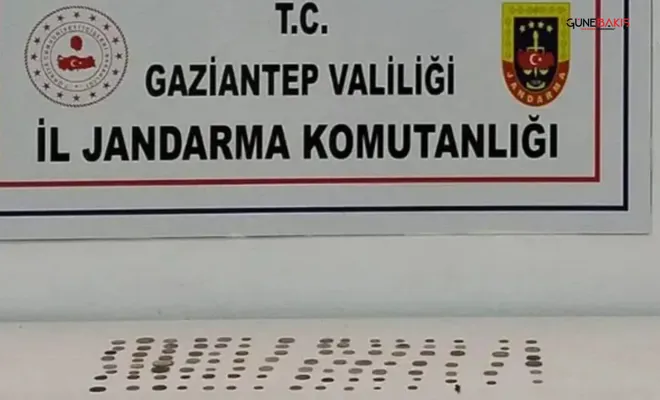 GÜNEBAKIŞ
T.C.
GAZİANTEP VALİLİĞİ
JANDARMA
İL JANDARMA KOMUTANLIĞI